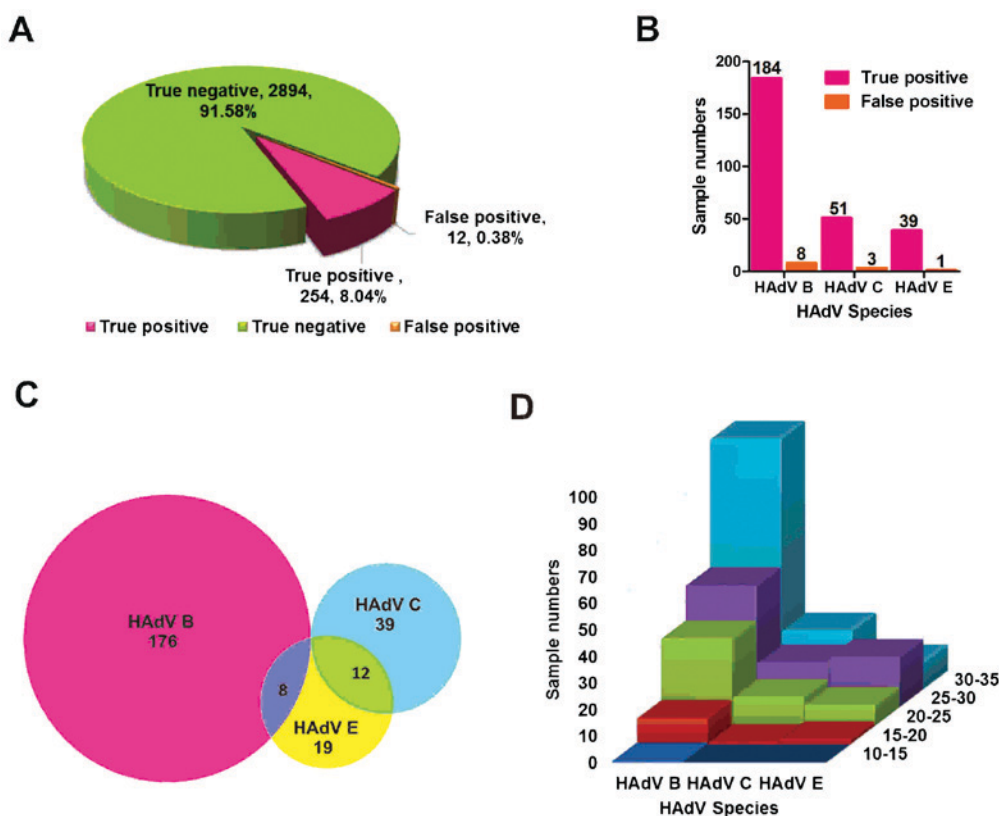 A
True negative, 2894,
91.58%
False positive,
12, 0.38%
True positive ,
254, 8.04%
True positive
True negative
False positive
B
Sample numbers
200
150
100
50
0
184
8
51
3
39
1
True positive
False positive
HAdV B
HAdV C
HAdV E
HAdV Species
C
HAdV B
176
HAdV C
39
8
12
HAdV E
19
D
Sample numbers
100
90
80
70
60
50
40
30
20
10
0
30-35
25-30
20-25
15-20
10-15
HAdV B
HAdV C
HAdV E
HAdV Species